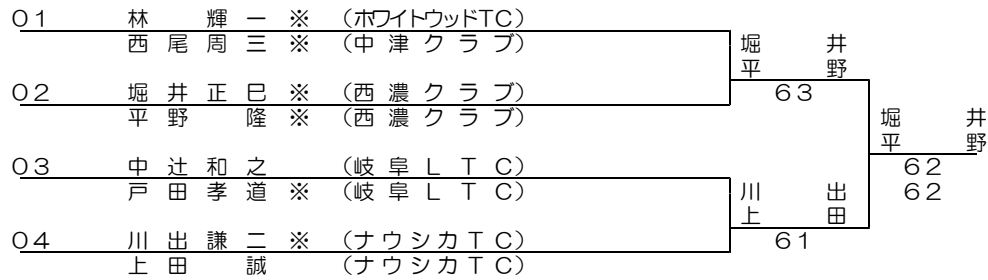 01 林 輝一 ※ (ホワイトウッドTC)
西尾周三 ※ (中津クラブ)
堀井
平野
63
02 堀井正巳 ※ (西濃クラブ)
平野 隆 ※ (西濃クラブ)
堀井
平野
62
62
03 中辻和之 (岐阜LTC)
戸田孝道 ※ (岐阜LTC)
川出
上田
61
04 川出謙二 ※ (ナウシカTC)
上田 誠 (ナウシカTC)